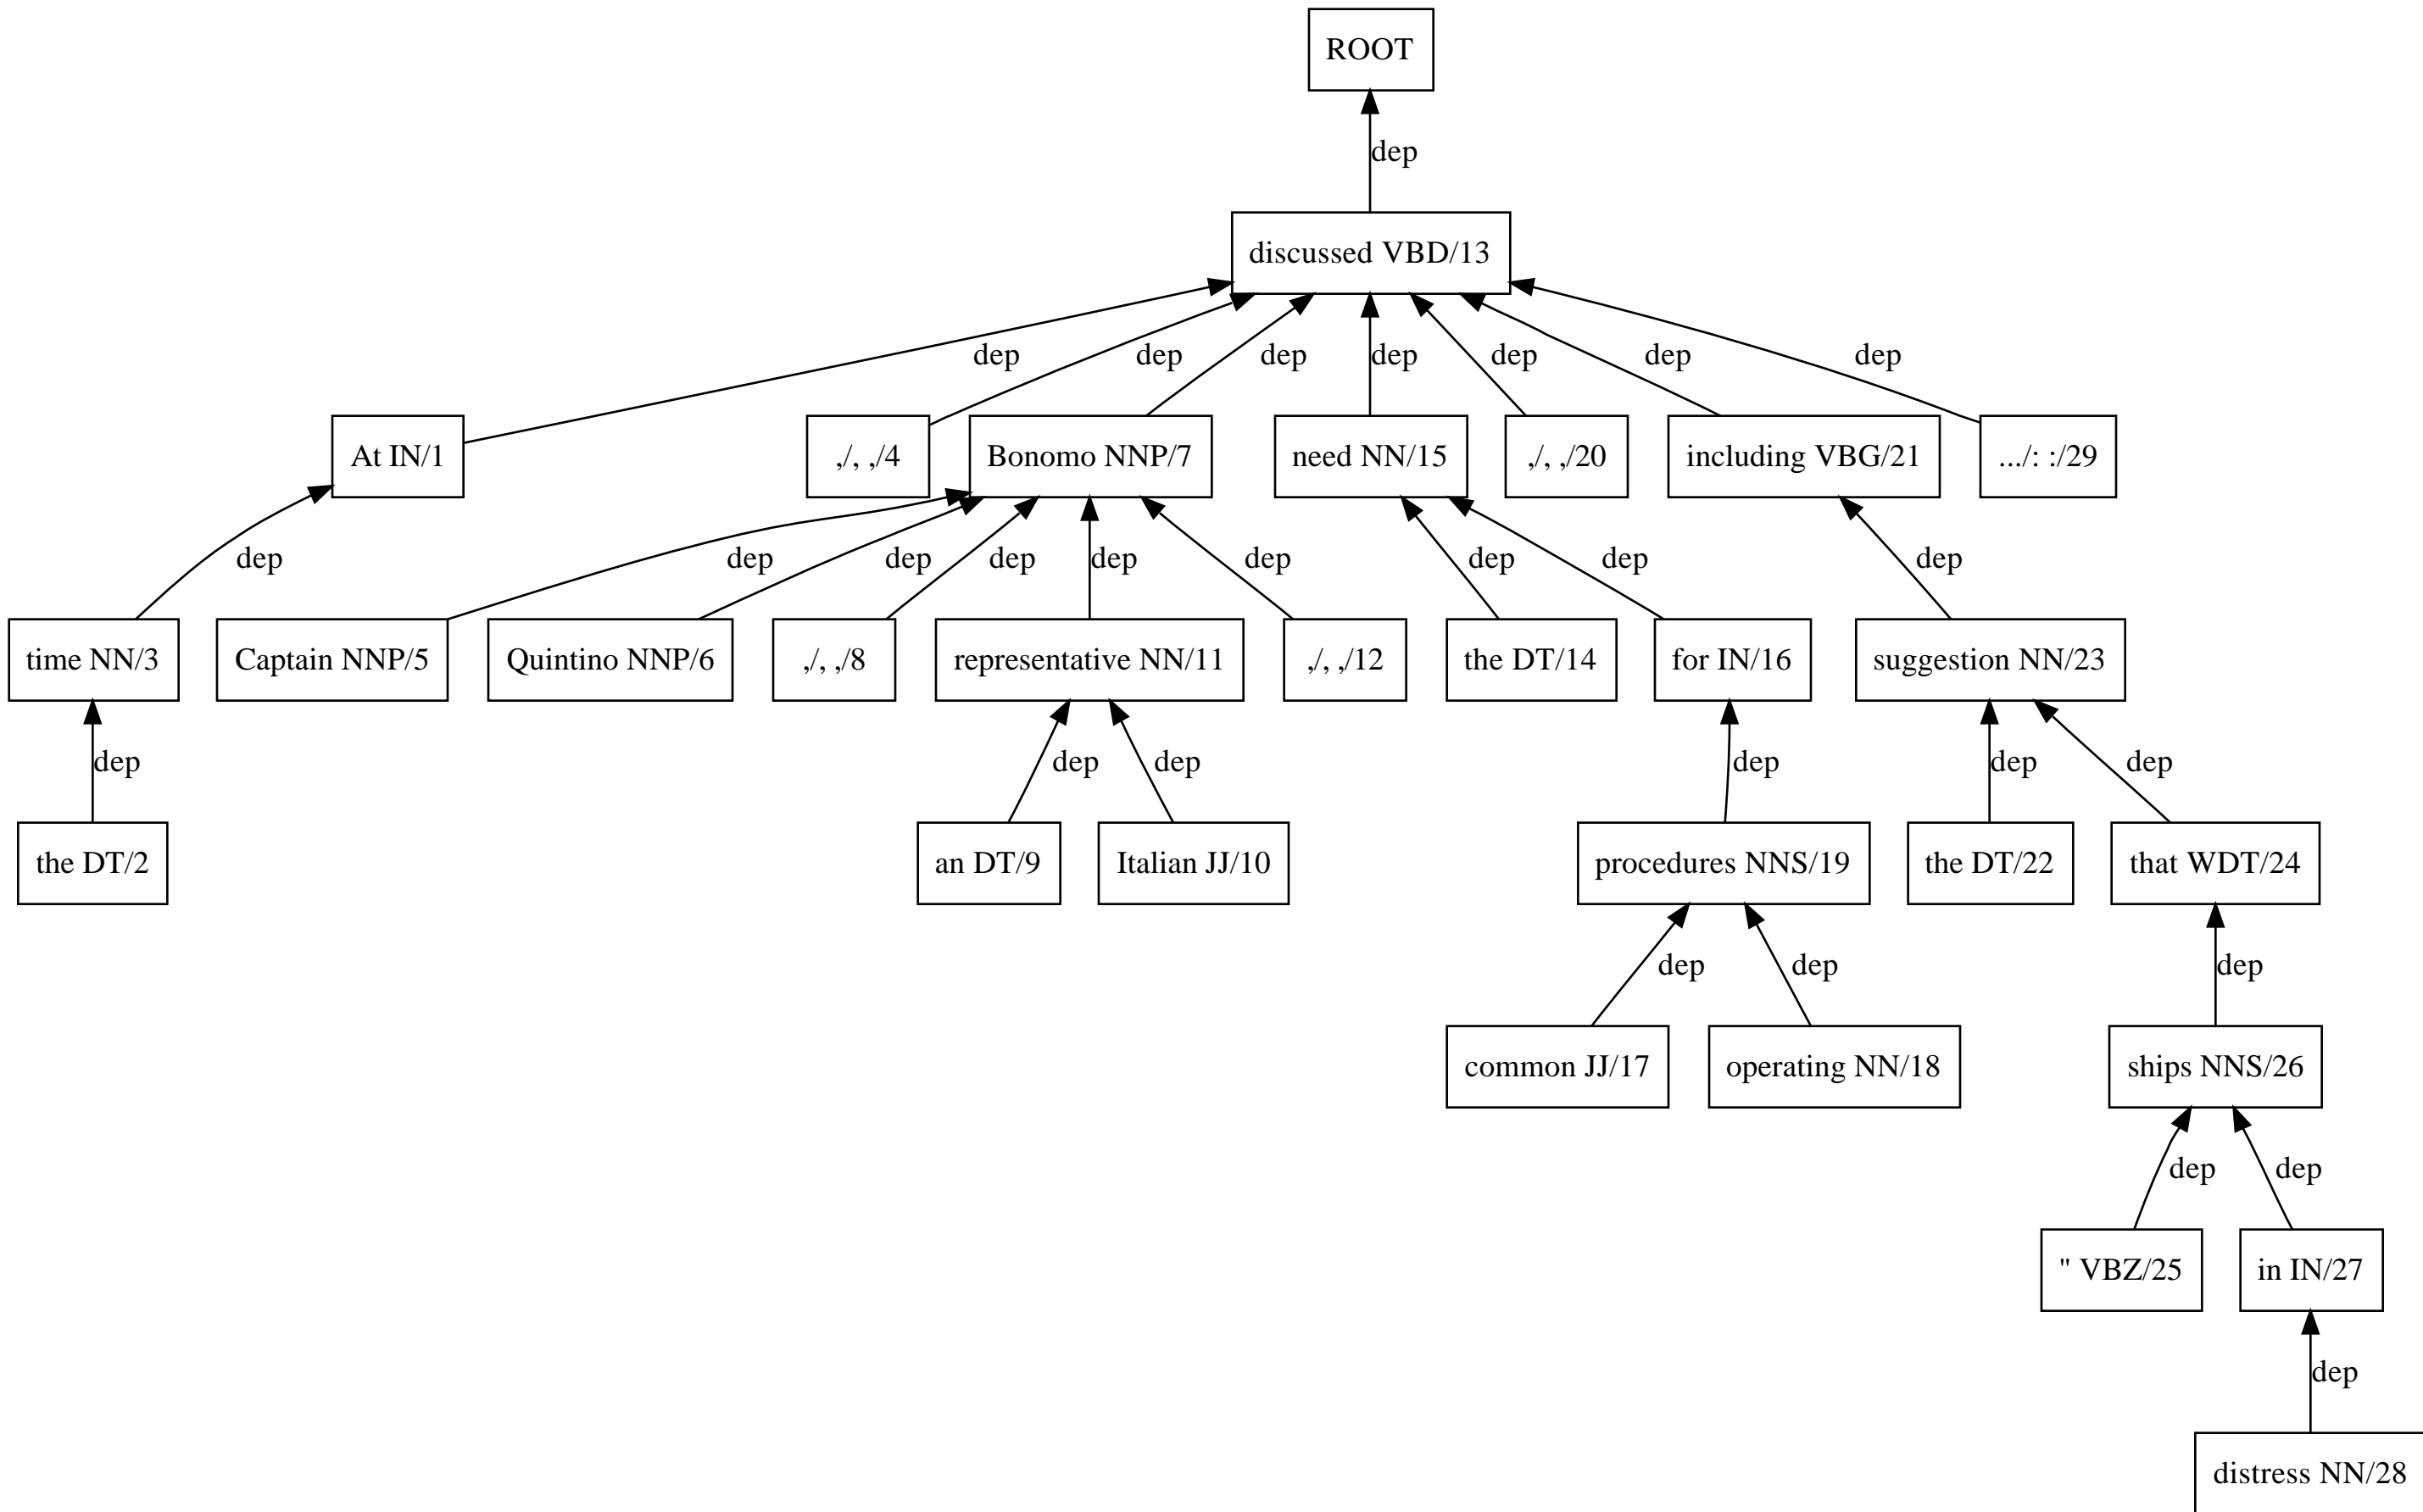 ROOT
dep
discussed VBD/13
dep dep dep dep dep dep dep
At IN/1 ,/, ,/4 Bonomo NNP/7 need NN/15 ,/, ,/20 including VBG/21 .../: :/29
dep dep dep dep dep dep dep dep dep
time NN/3 Captain NNP/5 Quintino NNP/6 ,/, ,/8 representative NN/11 ,/, ,/12 the DT/14 for IN/16 suggestion NN/23
dep dep dep dep dep dep
the DT/2 an DT/9 Italian JJ/10 procedures NNS/19 the DT/22 that WDT/24
dep dep dep
common JJ/17 operating NN/18 ships NNS/26
dep dep
" VBZ/25 in IN/27
dep
distress NN/28